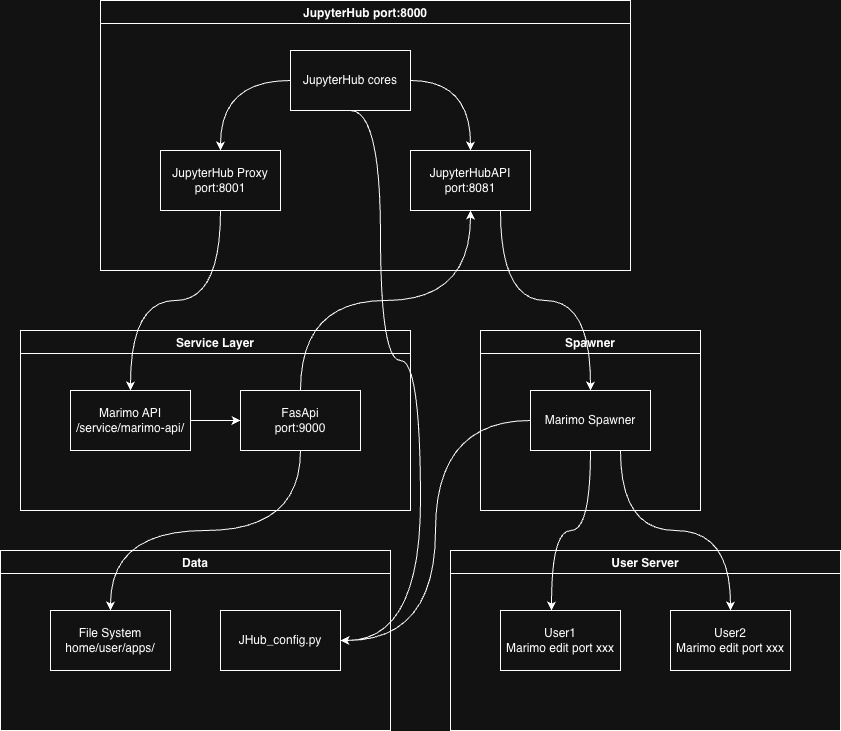 JupyterHub port:8000
JupyterHub cores
JupyterHub Proxy
port:8001
JupyterHubAPI
port:8081
Service Layer
Marimo API
/service/marimo-api/
FasApi
port:9000
Spawner
Marimo Spawner
Data
File System
home/user/apps/
JHub_config.py
User Server
User1
Marimo edit port xxx
User2
Marimo edit port xxx